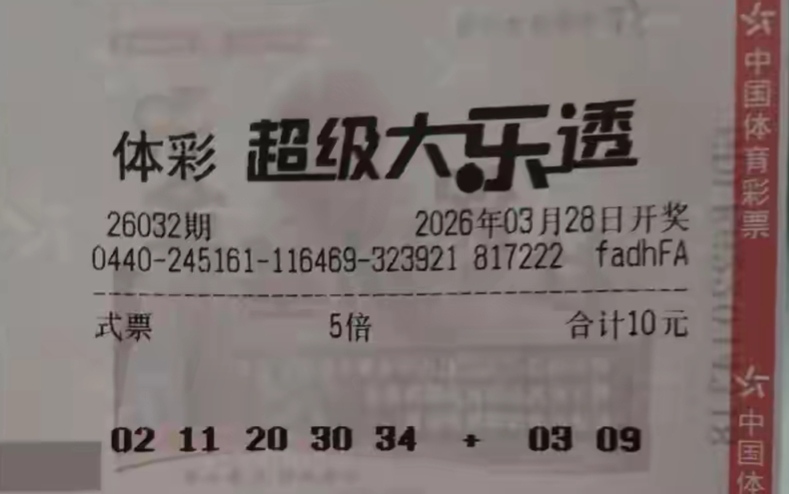 体彩 超级大乐透
26032期 2026年03月28日开奖
0440-245161-116469-323921 817222 fadhFA
式票 5倍 合计10元
02 11 20 30 34 + 03 09
中国体育彩票
中国体